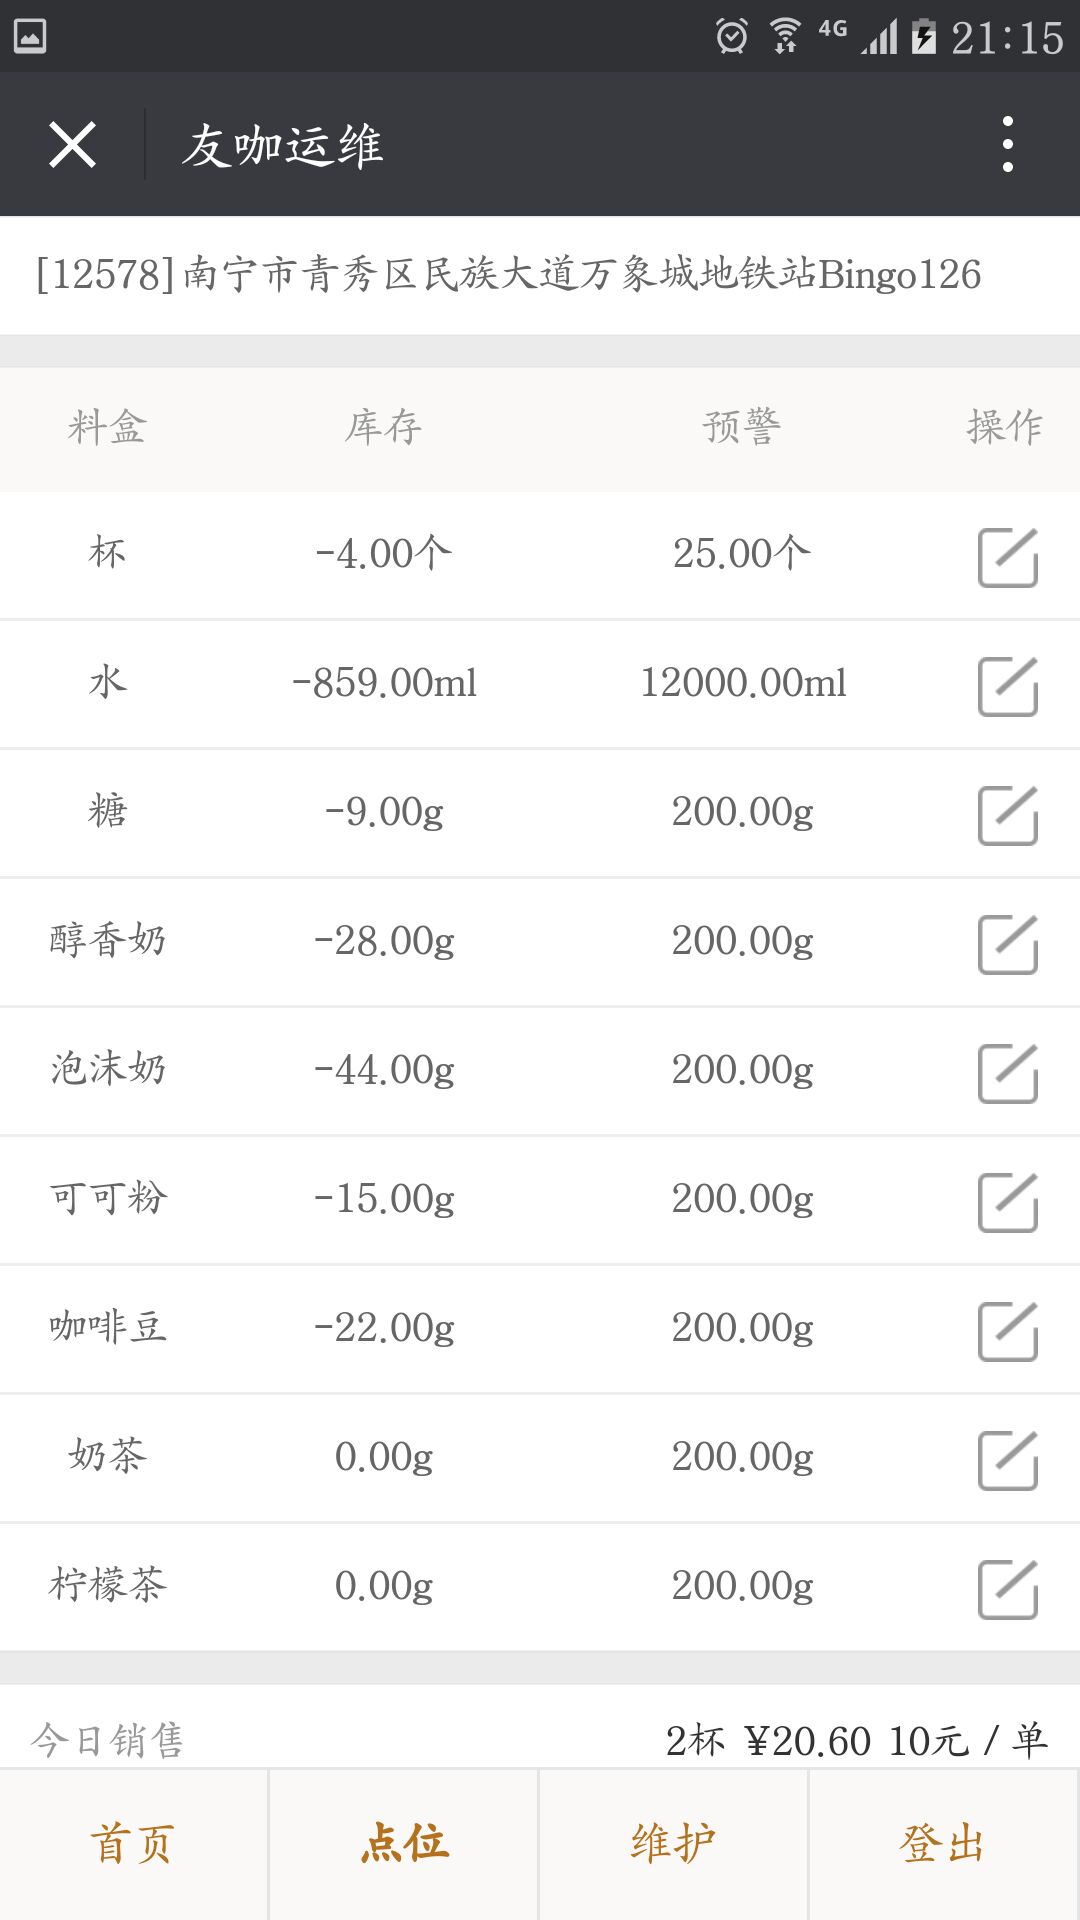 4G 21:15
友咖运维
[12578]南宁市青秀区民族大道万象城地铁站Bingo126
料盒 库存 预警 操作
杯 -4.00个 25.00个
水 -859.00ml 12000.00ml
糖 -9.00g 200.00g
醇香奶 -28.00g 200.00g
泡沫奶 -44.00g 200.00g
可可粉 -15.00g 200.00g
咖啡豆 -22.00g 200.00g
奶茶 0.00g 200.00g
柠檬茶 0.00g 200.00g
今日销售 2杯 ¥20.60 10元 / 单
首页 点位 维护 登出